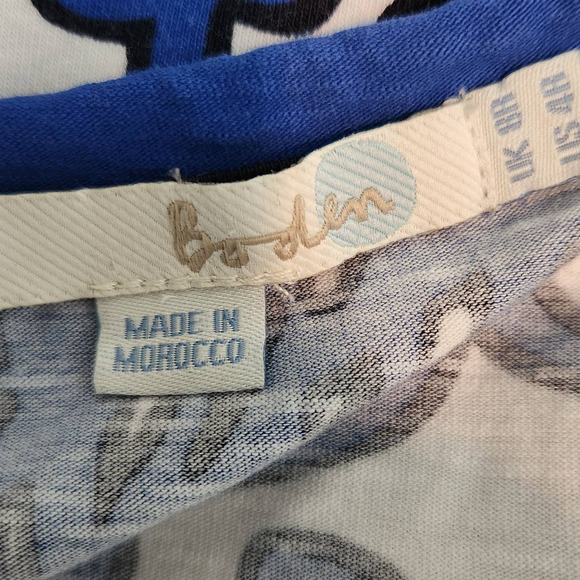 Boden
UK 8R
US 4R
MADE IN
MOROCCO